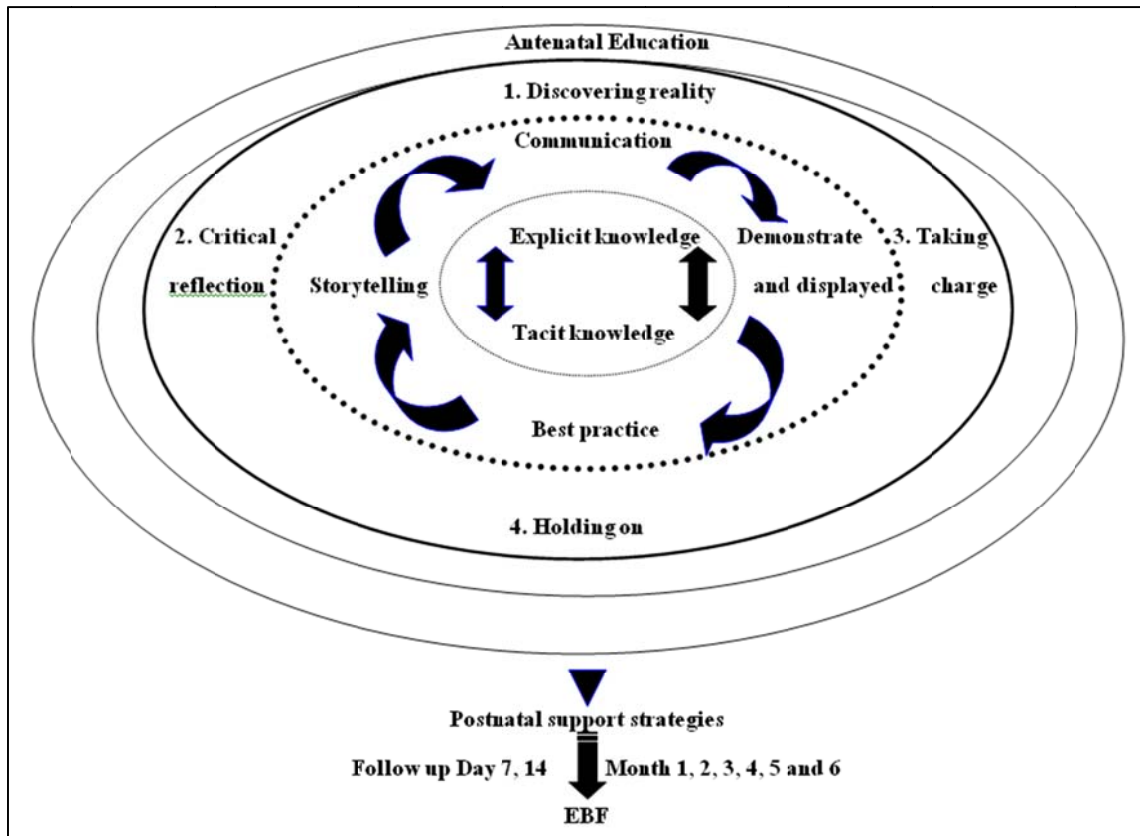 Antenatal Education
1. Discovering reality
Communication
2. Critical
reflection
Explicit knowledge
Demonstrate
and displayed
3. Taking
charge
Storytelling
Tacit knowledge
Best practice
4. Holding on
Postnatal support strategies
Follow up Day 7, 14
Month 1, 2, 3, 4, 5 and 6
EBF